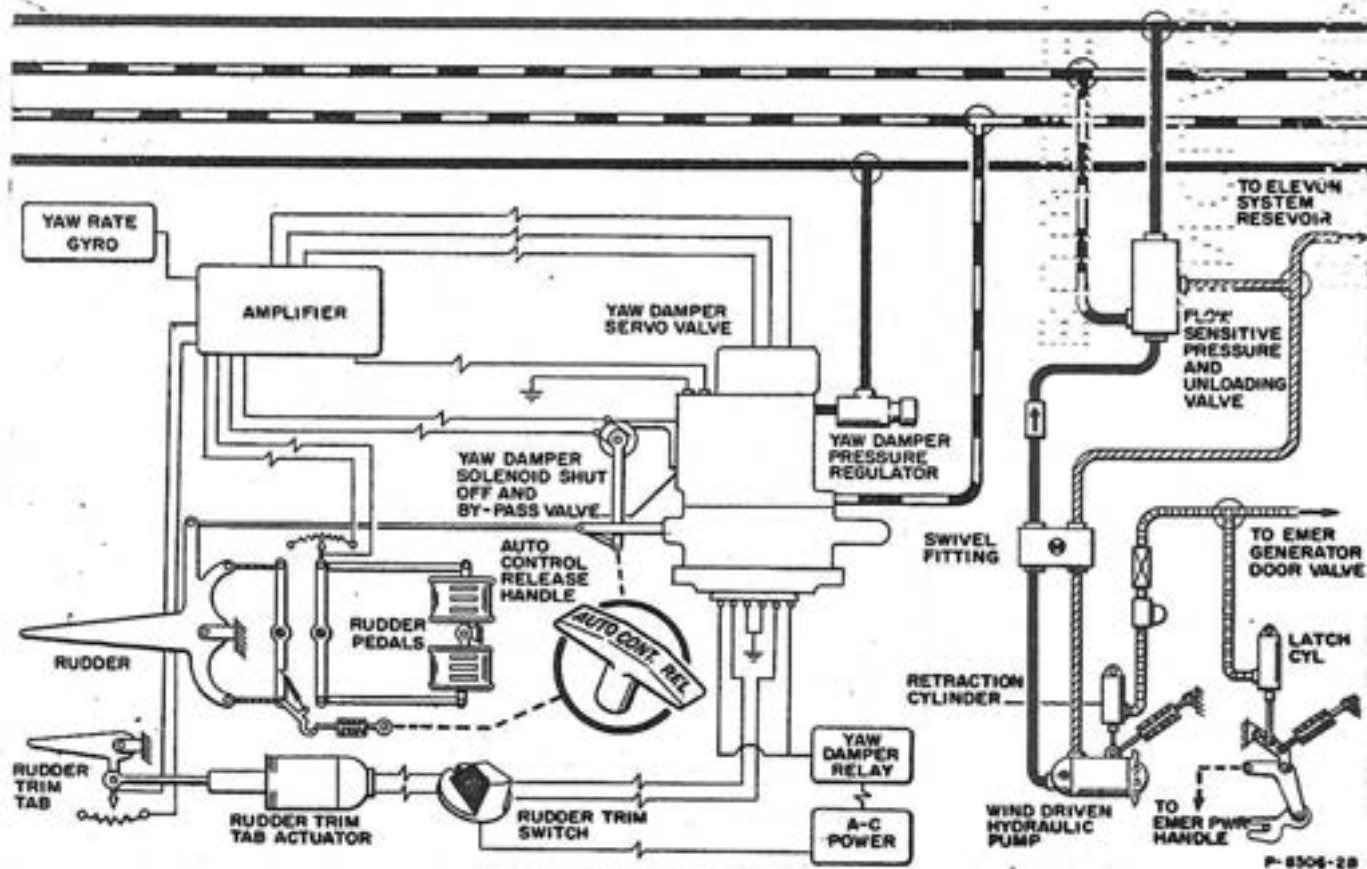 TO ELEVON
SYSTEM
RESEVOIR
YAW RATE
GYRO
AMPLIFIER
YAW DAMPER
SERVO VALVE
FLOW
SENSITIVE
PRESSURE
AND
UNLOADING
VALVE
YAW DAMPER
PRESSURE
REGULATOR
YAW DAMPER
SOLENOID SHUT
OFF AND
BY-PASS VALVE
SWIVEL
FITTING
TO EMER
GENERATOR
DOOR VALVE
AUTO
CONTROL
RELEASE
HANDLE
RUDDER
PEDALS
AUTO CONT. REL
RUDDER
LATCH
CYL
RETRACTION
CYLINDER
YAW
DAMPER
RELAY
RUDDER
TRIM
TAB
RUDDER TRIM
TAB ACTUATOR
RUDDER TRIM
SWITCH
A-C
POWER
WIND DRIVEN
HYDRAULIC
PUMP
TO
EMER PWR
HANDLE
P-8506-2B